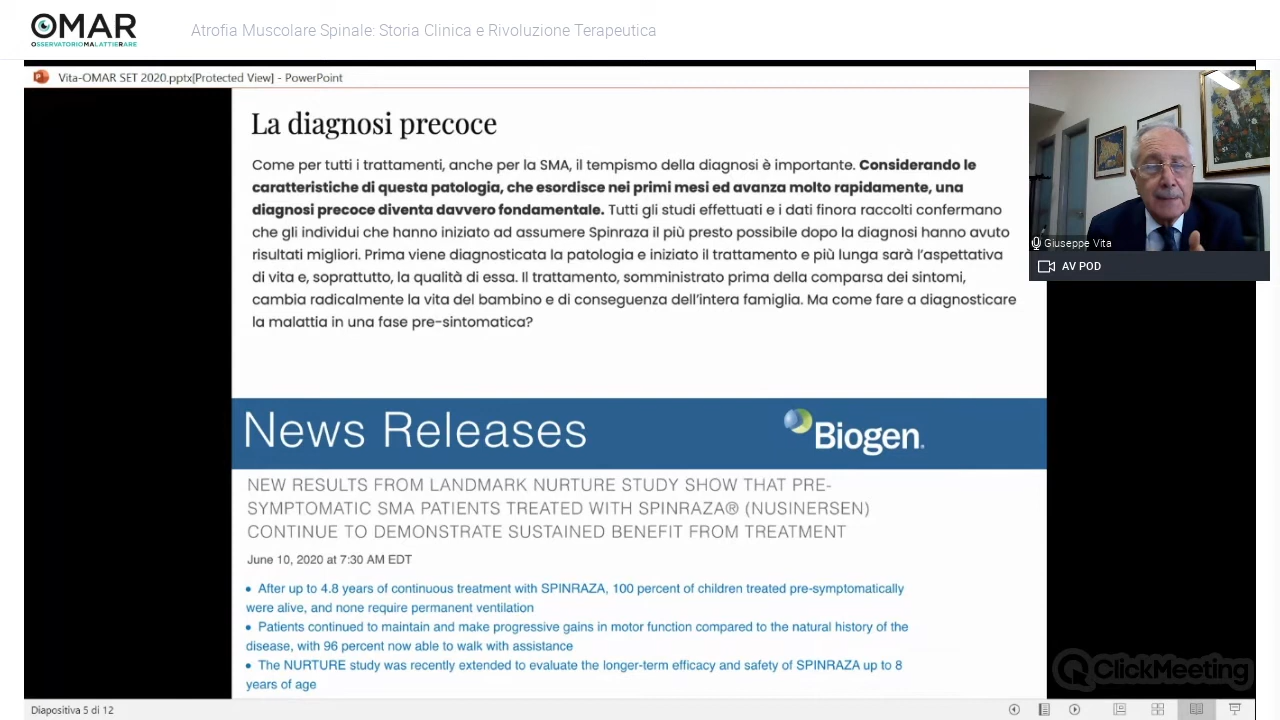 OMAR
OSSERVATORIOMALATTIERARE
Atrofia Muscolare Spinale: Storia Clinica e Rivoluzione Terapeutica
Vita-OMAR SET 2020.pptx[Protected View] - PowerPoint
La diagnosi precoce
Come per tutti i trattamenti, anche per la SMA, il tempismo della diagnosi è importante. Considerando le
caratteristiche di questa patologia, che esordisce nei primi mesi ed avanza molto rapidamente, una
diagnosi precoce diventa davvero fondamentale. Tutti gli studi effettuati e i dati finora raccolti confermano
che gli individui che hanno iniziato ad assumere Spinraza il più presto possibile dopo la diagnosi hanno avuto
risultati migliori. Prima viene diagnosticata la patologia e iniziato il trattamento e più lunga sarà l'aspettativa
di vita e, soprattutto, la qualità di essa. Il trattamento, somministrato prima della comparsa dei sintomi,
cambia radicalmente la vita del bambino e di conseguenza dell'intera famiglia. Ma come fare a diagnosticare
la malattia in una fase pre-sintomatica?
Giuseppe Vita
AV POD
News Releases
Biogen.
NEW RESULTS FROM LANDMARK NURTURE STUDY SHOW THAT PRE-
SYMPTOMATIC SMA PATIENTS TREATED WITH SPINRAZA® (NUSINERSEN)
CONTINUE TO DEMONSTRATE SUSTAINED BENEFIT FROM TREATMENT
June 10, 2020 at 7:30 AM EDT
• After up to 4.8 years of continuous treatment with SPINRAZA, 100 percent of children treated pre-symptomatically
were alive, and none require permanent ventilation
• Patients continued to maintain and make progressive gains in motor function compared to the natural history of the
disease, with 96 percent now able to walk with assistance
• The NURTURE study was recently extended to evaluate the longer-term efficacy and safety of SPINRAZA up to 8
years of age
ClickMeeting
Diapositiva 5 di 12